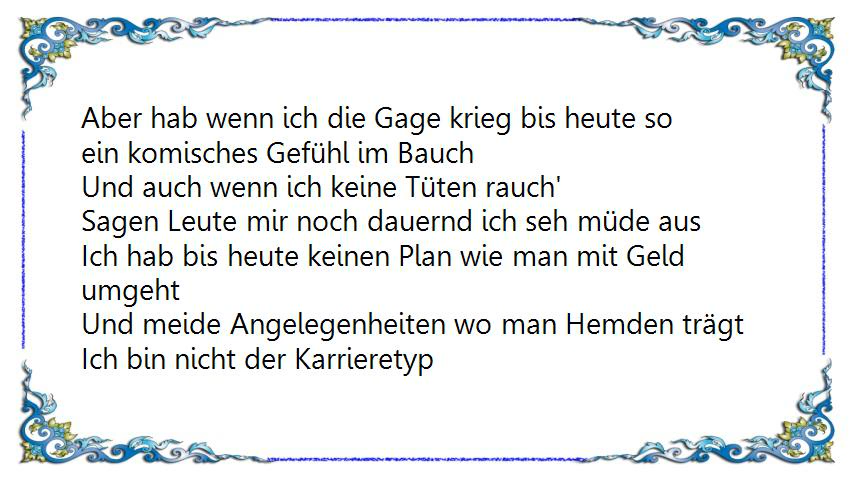 Aber hab wenn ich die Gage krieg bis heute so
ein komisches Gefühl im Bauch
Und auch wenn ich keine Tüten rauch'
Sagen Leute mir noch dauernd ich seh müde aus
Ich hab bis heute keinen Plan wie man mit Geld
umgeht
Und meide Angelegenheiten wo man Hemden trägt
Ich bin nicht der Karrieretyp